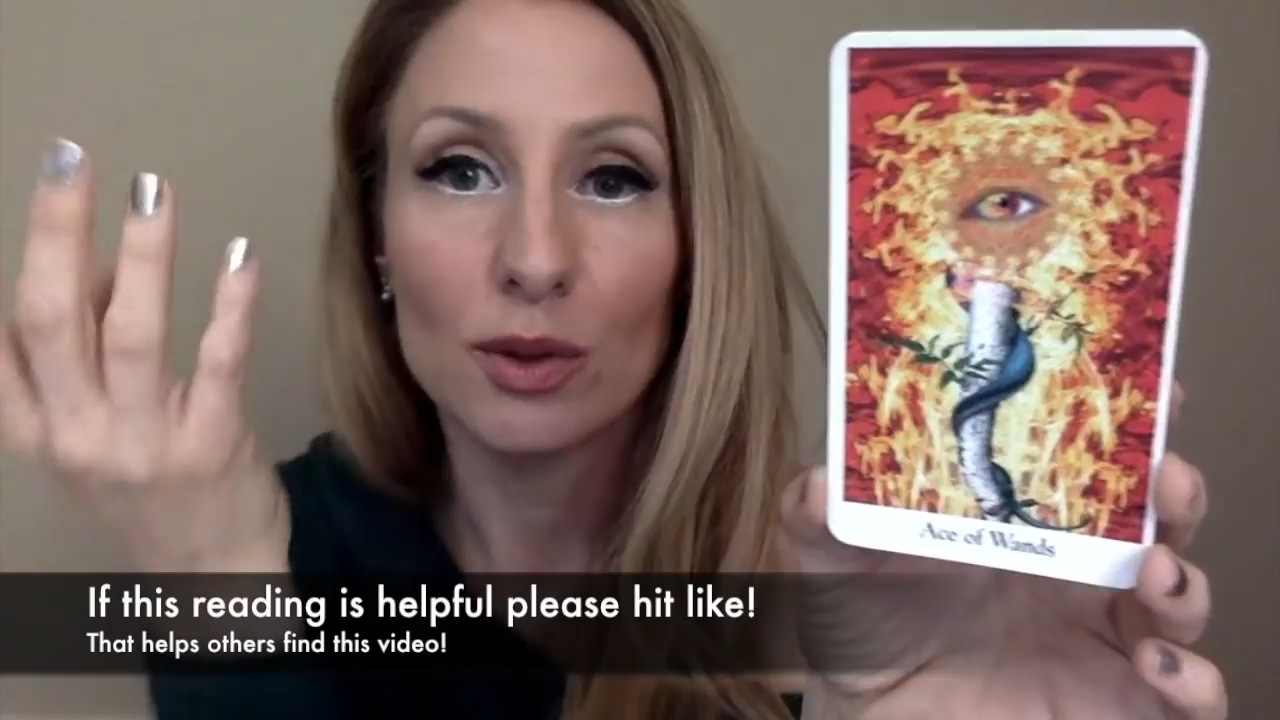 Ace of Wands
If this reading is helpful please hit like!
That helps others find this video!